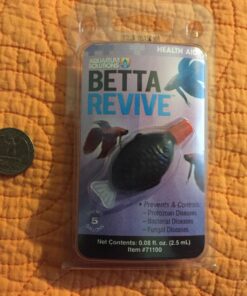 HEALTH AID
AQUARIUM
SOLUTIONS
BETTA
REVIVE
• Prevents & Controls:
– Protozoan Diseases
– Bacterial Diseases
– Fungal Diseases
5
Net Contents: 0.08 fl. oz. (2.5 mL)
Item #71100